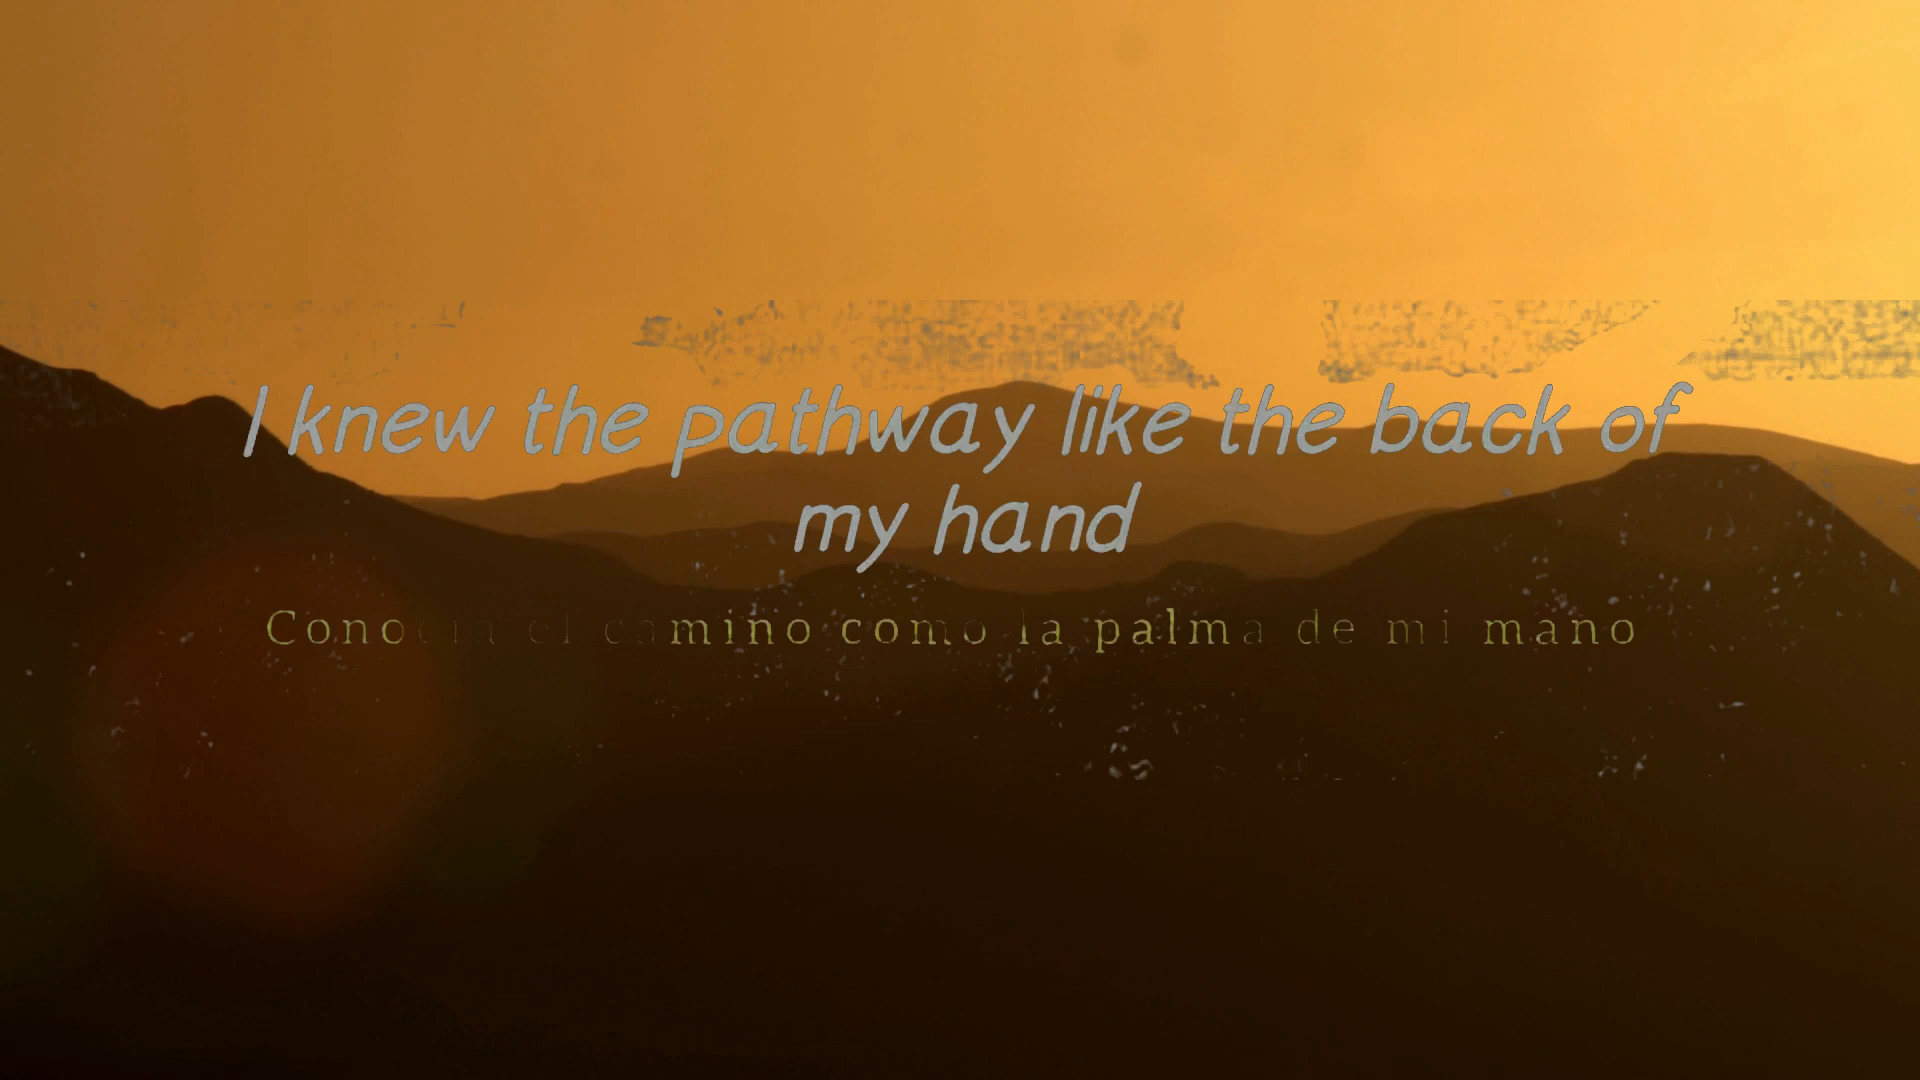 I knew the pathway like the back of
my hand
Conocía el camino como la palma de mi mano